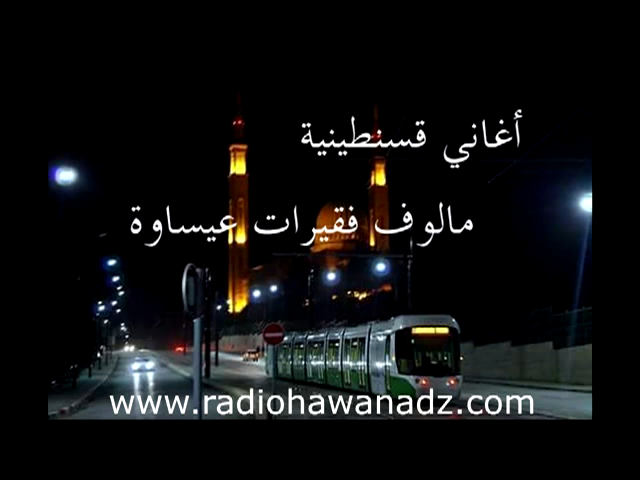 أغاني قسنطينية
مالوف فقيرات عيساوة
www.radiohawanadz.com